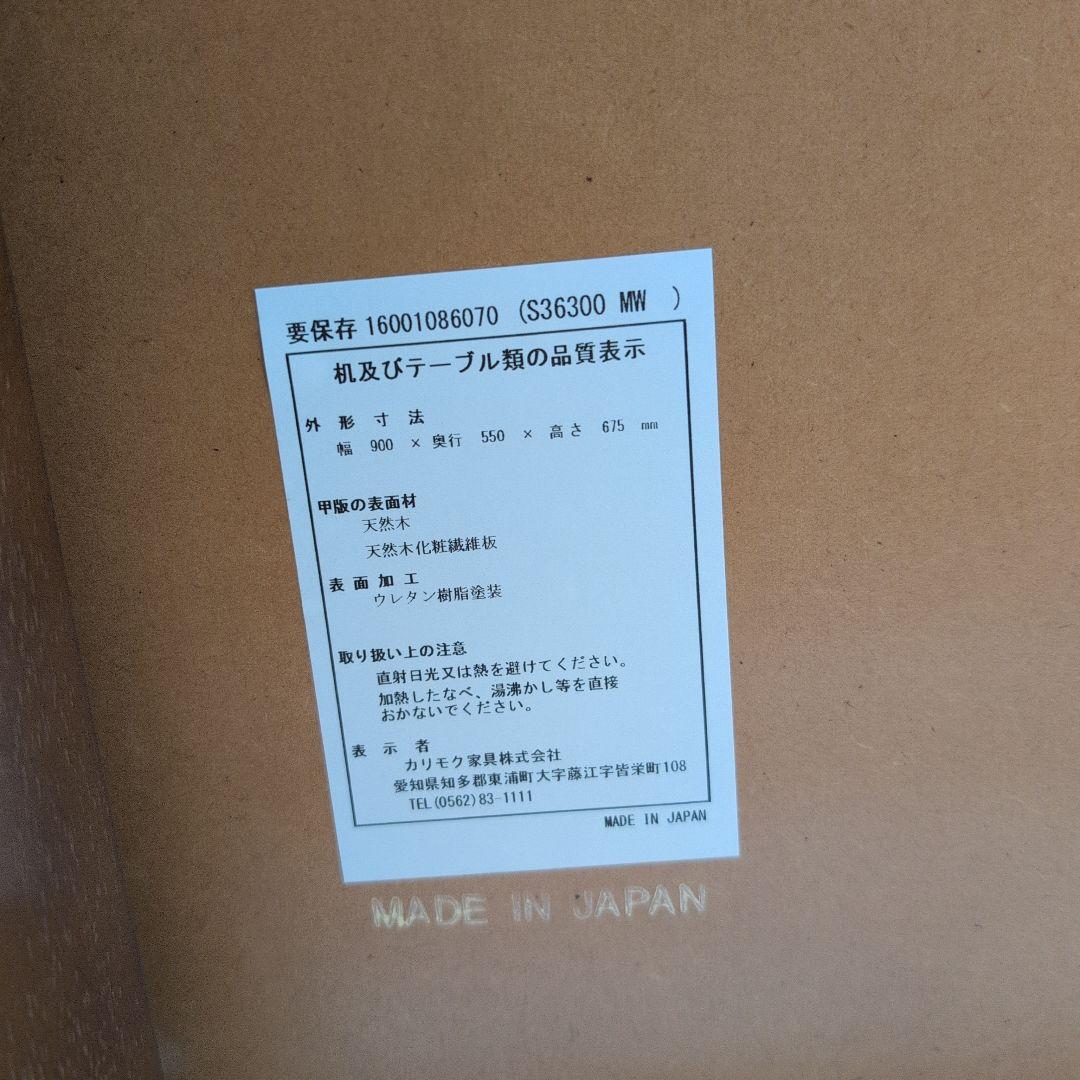 要保存 16001086070 (S36300 MW )
机及びテーブル類の品質表示
外 形 寸 法
幅 900 × 奥行 550 × 高さ 675 mm
甲版の表面材
天然木
天然木化粧繊維板
表 面 加 工
ウレタン樹脂塗装
取り扱い上の注意
直射日光又は熱を避けてください。
加熱したなべ、湯沸かし等を直接
おかないでください。
表 示 者
カリモク家具株式会社
愛知県知多郡東浦町大字藤江字皆栄町108
TEL(0562)83-1111
MADE IN JAPAN
MADE IN JAPAN